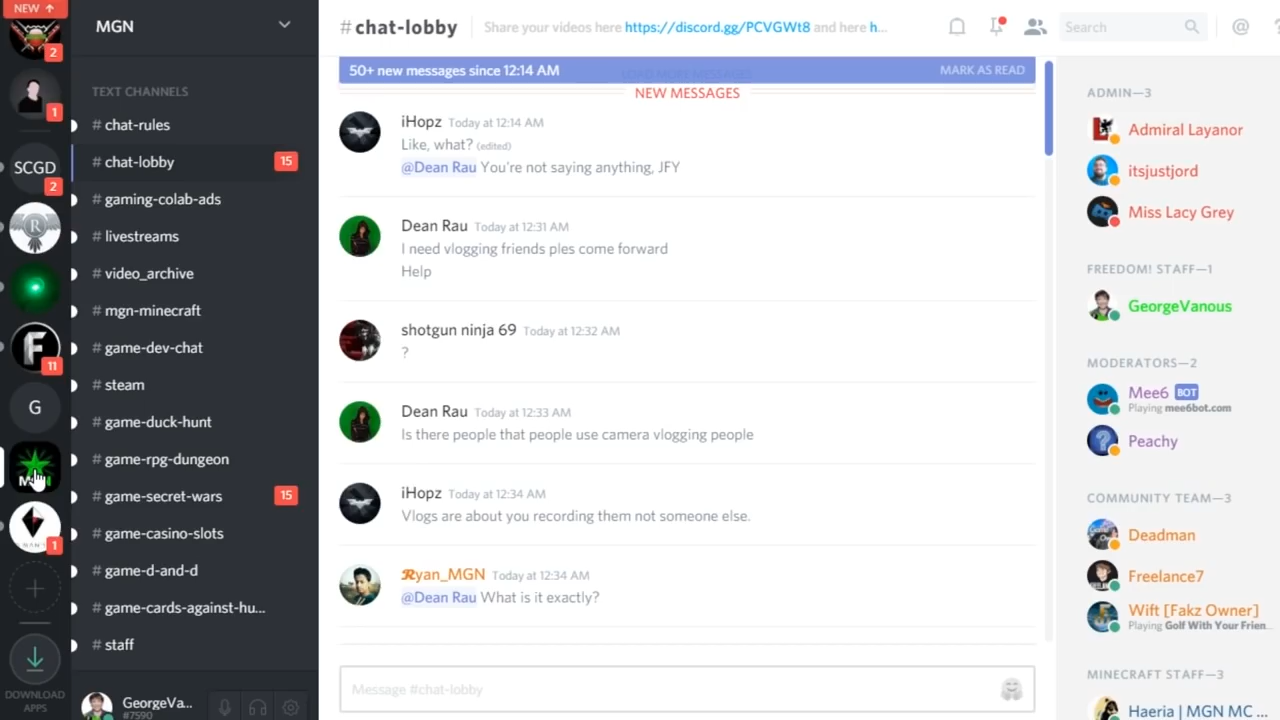 NEW ↑
2
1
SCGD
2
R
F
11
G
MGN
1
DOWNLOAD
APPS
MGN
TEXT CHANNELS
# chat-rules
# chat-lobby 15
# gaming-colab-ads
# livestreams
# video_archive
# mgn-minecraft
# game-dev-chat
# steam
# game-duck-hunt
# game-rpg-dungeon
# game-secret-wars 15
# game-casino-slots
# game-d-and-d
# game-cards-against-hu...
# staff
GeorgeVa...
#7590
# chat-lobby Share your videos here https://discord.gg/PCVGWt8 and here h...
Search
@
50+ new messages since 12:14 AM LOAD MORE MESSAGES MARK AS READ
NEW MESSAGES
iHopz Today at 12:14 AM
Like, what? (edited)
@Dean Rau You're not saying anything, JFY
Dean Rau Today at 12:31 AM
I need vlogging friends ples come forward
Help
shotgun ninja 69 Today at 12:32 AM
?
Dean Rau Today at 12:33 AM
Is there people that people use camera vlogging people
iHopz Today at 12:34 AM
Vlogs are about you recording them not someone else.
Ryan_MGN Today at 12:34 AM
@Dean Rau What is it exactly?
Message #chat-lobby
ADMIN—3
Admiral Layanor
itsjustjord
Miss Lacy Grey
FREEDOM! STAFF—1
GeorgeVanous
MODERATORS—2
Mee6 BOT
Playing mee6bot.com
Peachy
COMMUNITY TEAM—3
Deadman
Freelance7
Wift [Fakz Owner]
Playing Golf With Your Frien...
MINECRAFT STAFF—3
Haeria | MGN MC ...